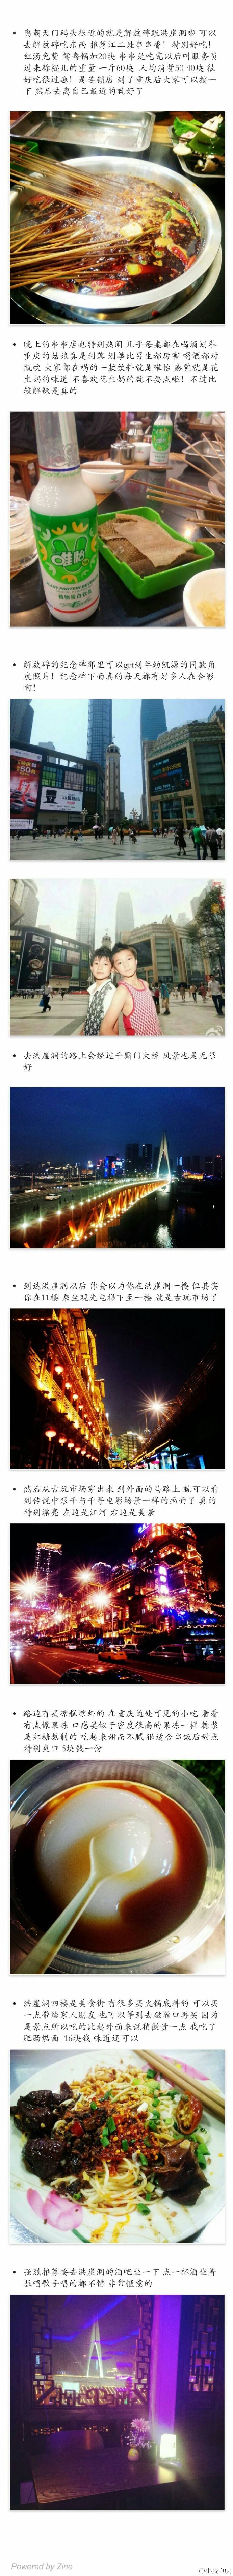 离朝天门码头很近的就是解放碑跟洪崖洞啦 可以
去解放碑吃东西 推荐江二娃串串香！特别好吃！
红汤免费 鸳鸯锅加20块 串串是吃完以后叫服务员
过来称签儿的重量 一斤60块 人均消费30-40块 很
好吃很过瘾！是连锁店 到了重庆后大家可以搜一
下 然后去离自己最近的就好了
晚上的串串店也特别热闹 几乎每桌都在喝酒划拳
重庆的姑娘真是利落 划拳比男生都厉害 喝酒都对
瓶吹 大家都在喝的一款饮料就是唯怡 感觉就是花
生奶的味道 不喜欢花生奶的就不要点啦！不过比
较解辣是真的
唯怡
解放碑的纪念碑那里可以get到年幼凯源的同款角
度照片！纪念碑下面真的每天都有好多人在合影
啊！
去洪崖洞的路上会经过千厮门大桥 风景也是无限
好
到达洪崖洞以后 你会以为你在洪崖洞一楼 但其实
你在11楼 乘坐观光电梯下至一楼 就是古玩市场了
然后从古玩市场穿出来 到外面的马路上 就可以看
到传说中跟千与千寻电影场景一样的画面了 真的
特别漂亮 左边是江河 右边是美景
路边有买凉糕凉虾的 在重庆随处可见的小吃 看着
有点像果冻 口感类似于密度很高的果冻一样 糖浆
是红糖熬制的 吃起来甜而不腻 很适合当饭后甜点
特别爽口 5块钱一份
洪崖洞四楼是美食街 有很多买火锅底料的 可以买
一点带给家人朋友 也可以等到去磁器口再买 因为
是景点所以吃的比起外面来说稍微贵一点 我吃了
肥肠燃面 16块钱 味道还可以
强烈推荐要去洪崖洞的酒吧坐一下 点一杯酒坐着
驻唱歌手唱的都不错 非常惬意的
Powered by Zine